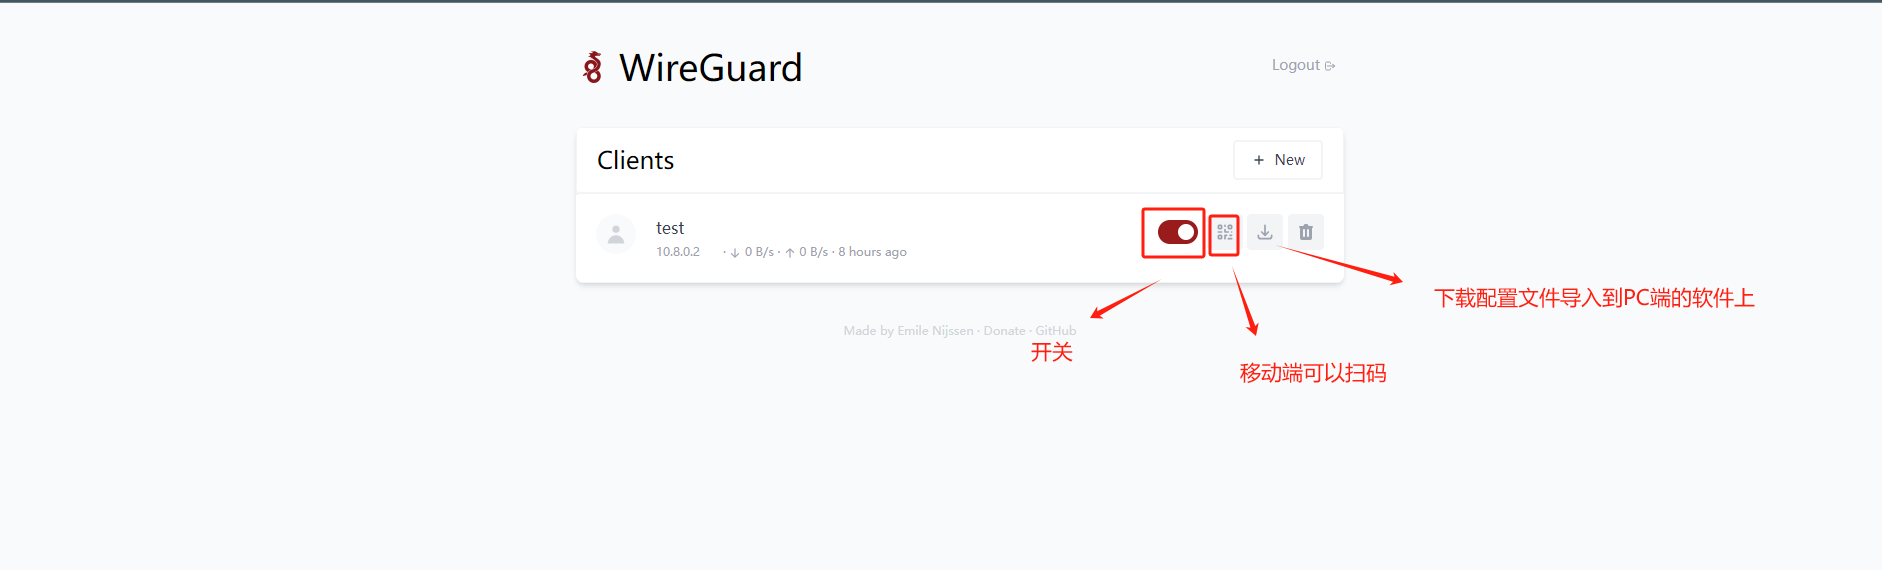 WireGuard
Logout
Clients
+ New
test
10.8.0.2 · ↓ 0 B/s · ↑ 0 B/s · 8 hours ago
下载配置文件导入到PC端的软件上
Made by Emile Nijssen · Donate · GitHub
开关
移动端可以扫码